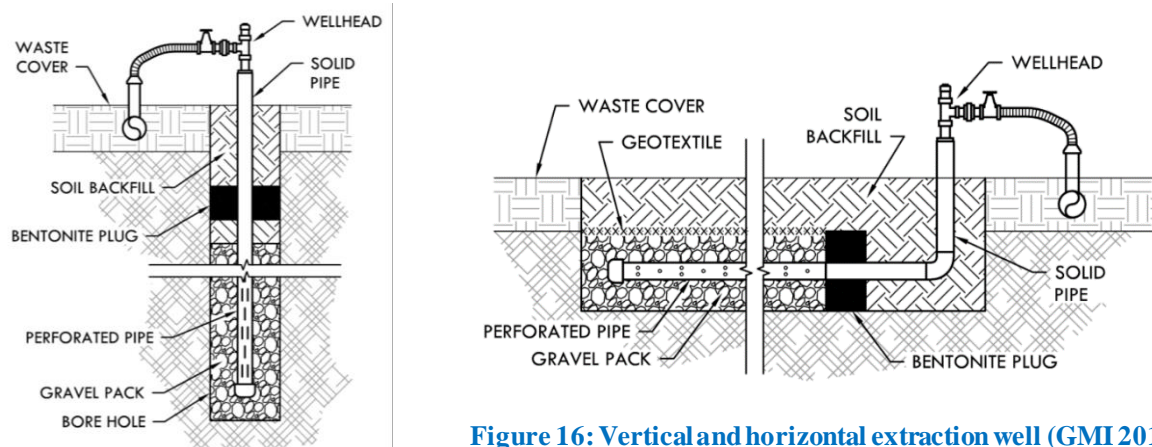 WELLHEAD
WASTE
COVER
SOLID
PIPE
SOIL BACKFILL
BENTONITE PLUG
PERFORATED PIPE
GRAVEL PACK
BORE HOLE
WELLHEAD
WASTE COVER
SOIL
BACKFILL
GEOTEXTILE
SOLID
PIPE
PERFORATED PIPE
GRAVEL PACK
BENTONITE PLUG
Figure 16: Vertical and horizontal extraction well (GMI 201